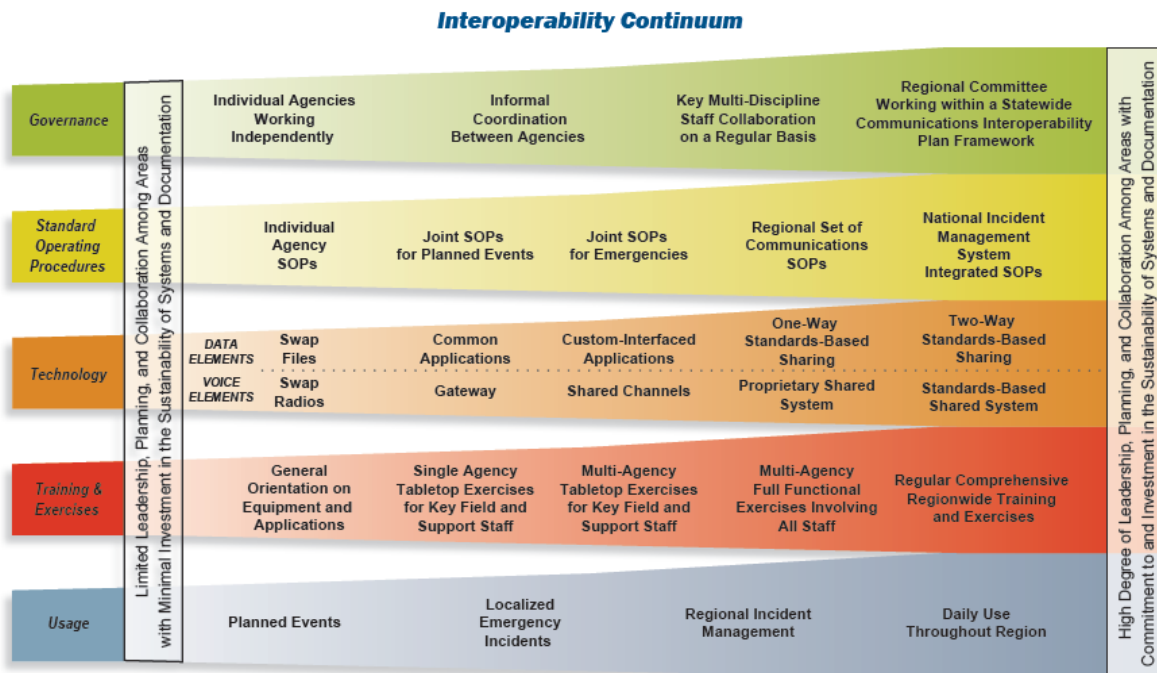 Interoperability Continuum
Limited Leadership, Planning, and Collaboration Among Areas
with Minimal Investment in the Sustainability of Systems and Documentation
Governance
Individual Agencies
Working
Independently
Informal
Coordination
Between Agencies
Key Multi-Discipline
Staff Collaboration
on a Regular Basis
Regional Committee
Working within a Statewide
Communications Interoperability
Plan Framework
Standard
Operating
Procedures
Individual
Agency
SOPs
Joint SOPs
for Planned Events
Joint SOPs
for Emergencies
Regional Set of
Communications
SOPs
National Incident
Management
System
Integrated SOPs
Technology
DATA
ELEMENTS
Swap
Files
Common
Applications
Custom-Interfaced
Applications
One-Way
Standards-Based
Sharing
Two-Way
Standards-Based
Sharing
VOICE
ELEMENTS
Swap
Radios
Gateway
Shared Channels
Proprietary Shared
System
Standards-Based
Shared System
Training &
Exercises
General
Orientation on
Equipment and
Applications
Single Agency
Tabletop Exercises
for Key Field and
Support Staff
Multi-Agency
Tabletop Exercises
for Key Field and
Support Staff
Multi-Agency
Full Functional
Exercises Involving
All Staff
Regular Comprehensive
Regionwide Training
and Exercises
Usage
Planned Events
Localized
Emergency
Incidents
Regional Incident
Management
Daily Use
Throughout Region
High Degree of Leadership, Planning, and Collaboration Among Areas with
Commitment to and Investment in the Sustainability of Systems and Documentation